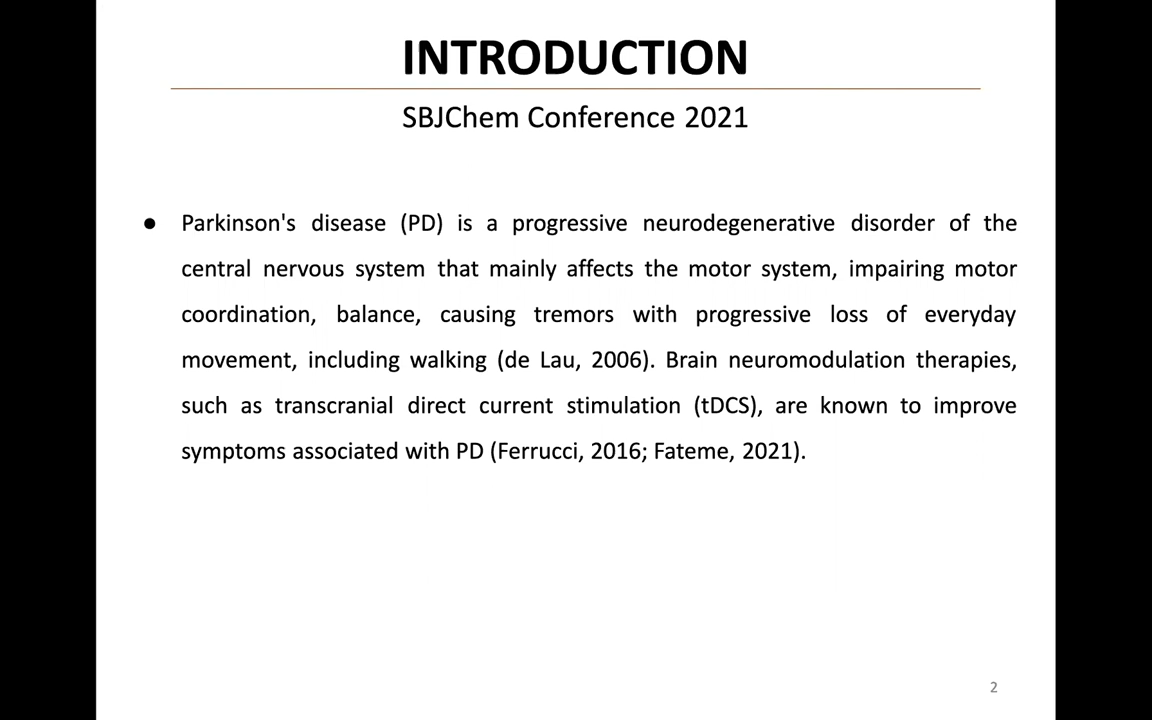 INTRODUCTION
SBJChem Conference 2021
● Parkinson's disease (PD) is a progressive neurodegenerative disorder of the
central nervous system that mainly affects the motor system, impairing motor
coordination, balance, causing tremors with progressive loss of everyday
movement, including walking (de Lau, 2006). Brain neuromodulation therapies,
such as transcranial direct current stimulation (tDCS), are known to improve
symptoms associated with PD (Ferrucci, 2016; Fateme, 2021).
2